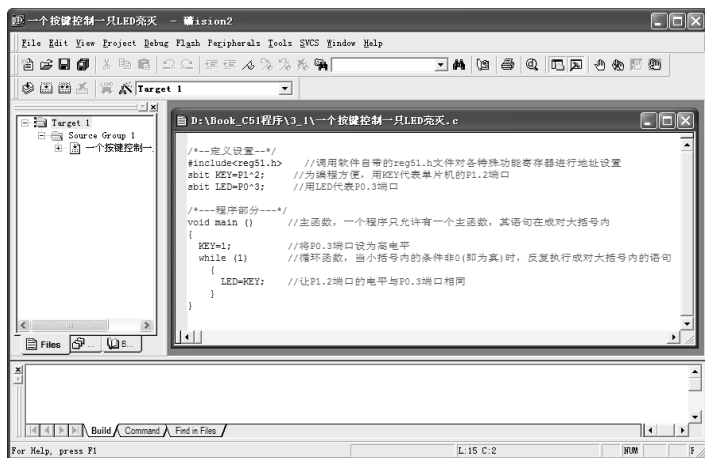 一个按键控制一只LED亮灭 - 礦ision2
File Edit View Project Debug Flash Peripherals Tools SVCS Window Help
Target 1
Target 1
Source Group 1
一个按键控制一
D:\Book_C51程序\3_1\一个按键控制一只LED亮灭.c
/*--定义设置--*/
#include<reg51.h> //调用软件自带的reg51.h文件对各特殊功能寄存器进行地址设置
sbit KEY=P1^2; //为编程方便，用KEY代表单片机的P1.2端口
sbit LED=P0^3; //用LED代表P0.3端口
/*---程序部分---*/
void main () //主函数，一个程序只允许有一个主函数，其语句在成对大括号内
{
KEY=1; //将P0.3端口设为高电平
while (1) //循环函数，当小括号内的条件非0(即为真)时，反复执行成对大括号内的语句
{
LED=KEY; //让P1.2端口的电平与P0.3端口相同
}
}
Files ... B...
Build Command Find in Files
For Help, press F1 L:15 C:2 NUM F